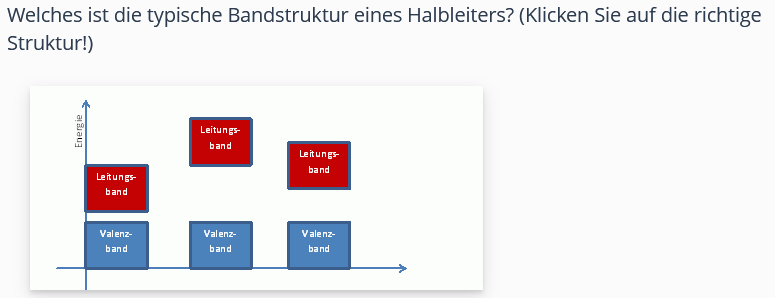 Welches ist die typische Bandstruktur eines Halbleiters? (Klicken Sie auf die richtige
Struktur!)
Energie
Leitungs-
band
Leitungs-
band
Leitungs-
band
Valenz-
band
Valenz-
band
Valenz-
band